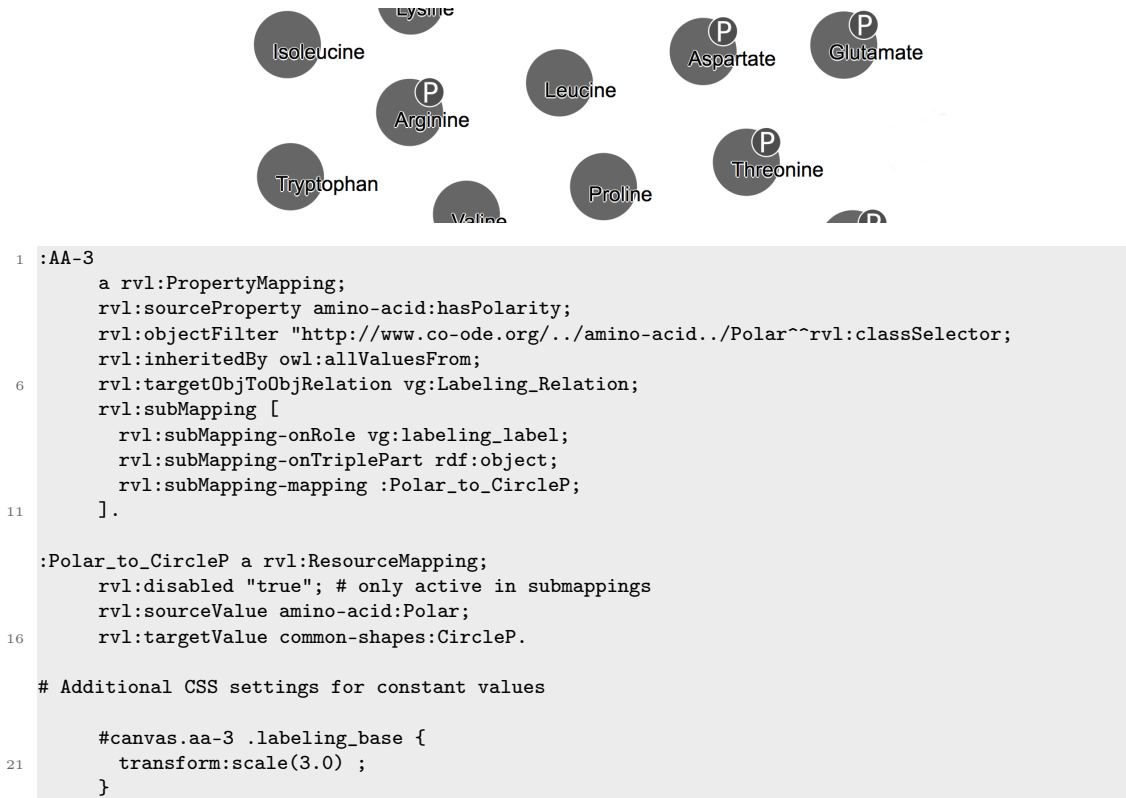 Lysine
P
P
Isoleucine
Aspartate
Glutamate
P
Leucine
Arginine
P
Threonine
Tryptophan
Proline
Valine
P
1 :AA-3
a rvl:PropertyMapping;
rvl:sourceProperty amino-acid:hasPolarity;
rvl:objectFilter "http://www.co-ode.org/../amino-acid../Polar^^rvl:classSelector;
rvl:inheritedBy owl:allValuesFrom;
6 rvl:targetObjToObjRelation vg:Labeling_Relation;
rvl:subMapping [
rvl:subMapping-onRole vg:labeling_label;
rvl:subMapping-onTriplePart rdf:object;
rvl:subMapping-mapping :Polar_to_CircleP;
11 ].
:Polar_to_CircleP a rvl:ResourceMapping;
rvl:disabled "true"; # only active in submappings
rvl:sourceValue amino-acid:Polar;
16 rvl:targetValue common-shapes:CircleP.
# Additional CSS settings for constant values
#canvas.aa-3 .labeling_base {
21 transform:scale(3.0) ;
}